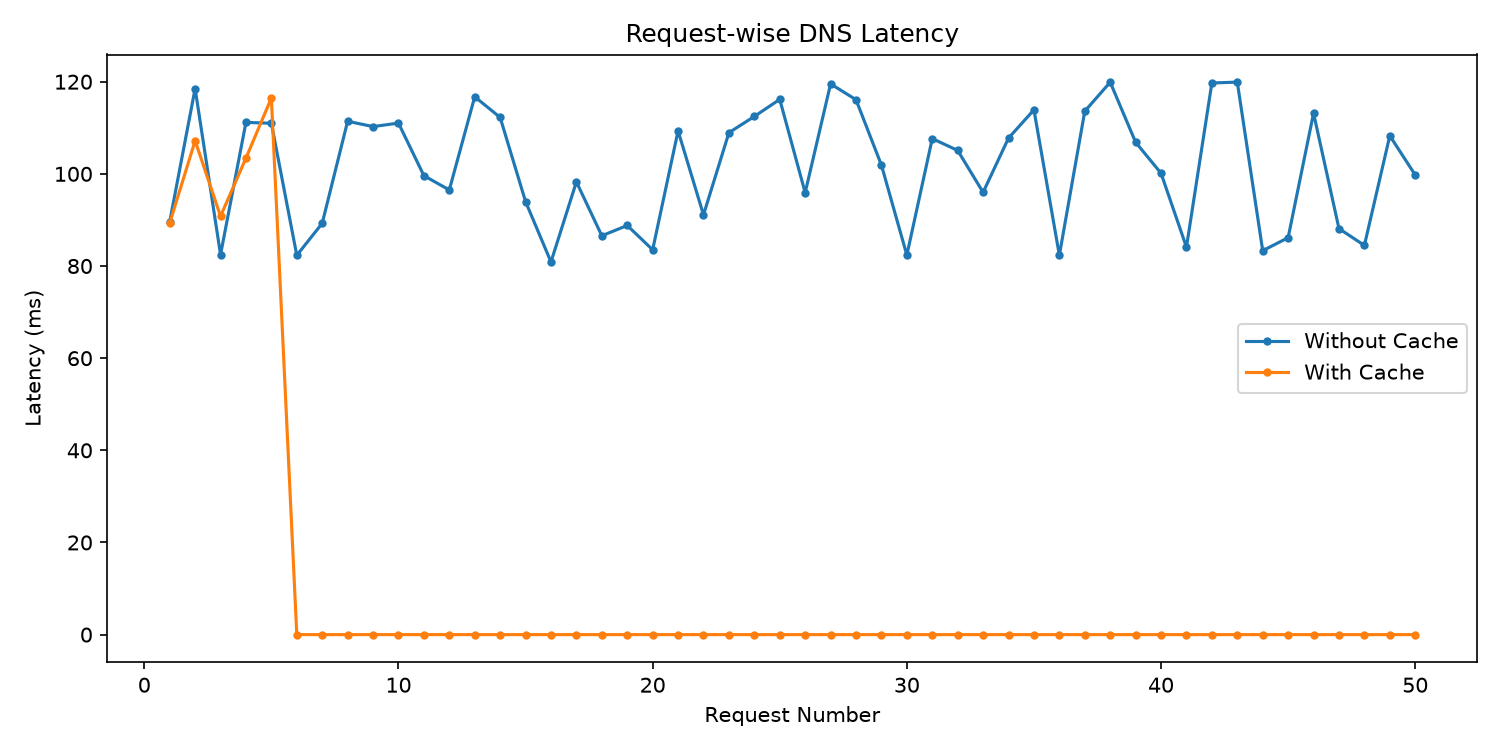 Request-wise DNS Latency
120
100
80
60
40
20
0
Latency (ms)
Without Cache
With Cache
0 10 20 30 40 50
Request Number